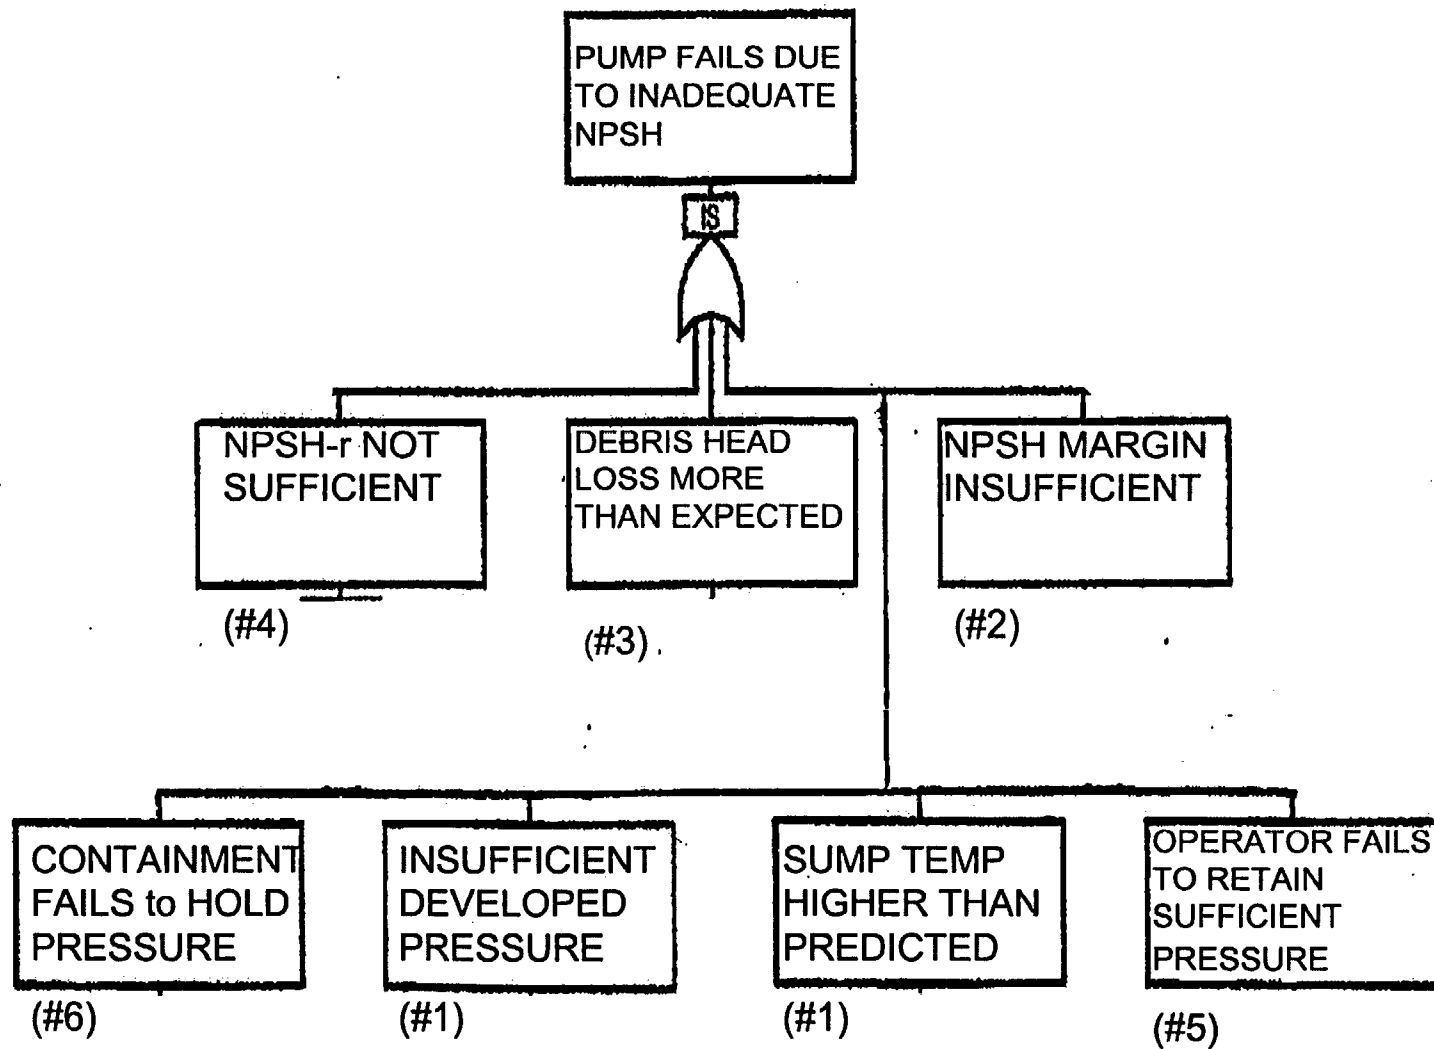 PUMP FAILS DUE
TO INADEQUATE
NPSH
IS
NPSH-r NOT
SUFFICIENT
(#4)
DEBRIS HEAD
LOSS MORE
THAN EXPECTED
(#3)
NPSH MARGIN
INSUFFICIENT
(#2)
CONTAINMENT
FAILS to HOLD
PRESSURE
(#6)
INSUFFICIENT
DEVELOPED
PRESSURE
(#1)
SUMP TEMP
HIGHER THAN
PREDICTED
(#1)
OPERATOR FAILS
TO RETAIN
SUFFICIENT
PRESSURE
(#5)